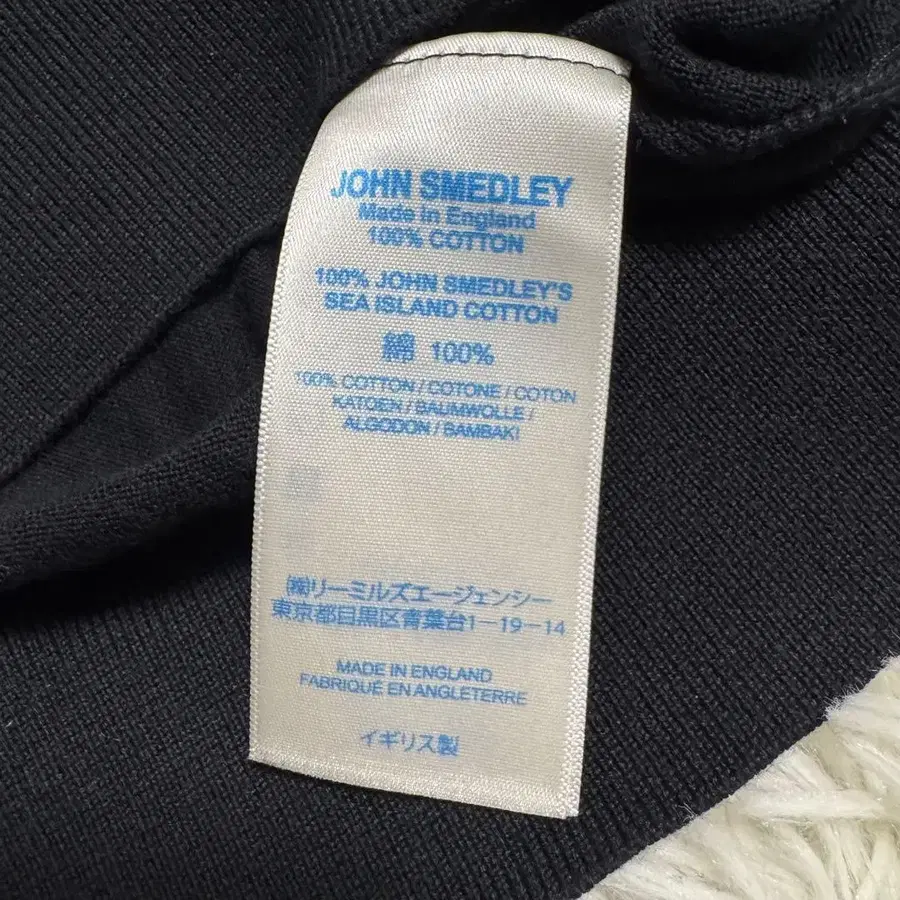 JOHN SMEDLEY
Made in England
100% COTTON
100% JOHN SMEDLEY'S
SEA ISLAND COTTON
綿 100%
100% COTTON / COTONE / COTON
KATOEN / BAUMWOLLE /
ALGODON / BAMBAKI
㈱リーミルズエージェンシー
東京都目黒区青葉台1-19-14
MADE IN ENGLAND
FABRIQUÉ EN ANGLETERRE
イギリス製